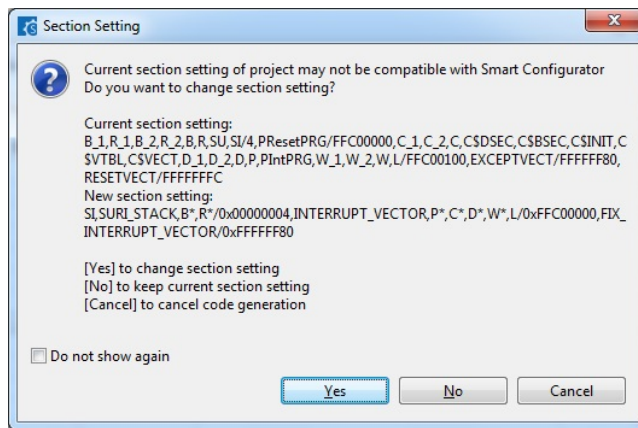 Section Setting
Current section setting of project may not be compatible with Smart Configurator
Do you want to change section setting?
Current section setting:
B_1,R_1,B_2,R_2,B,R,SU,SI/4,PResetPRG/FFC00000,C_1,C_2,C,C$DSEC,C$BSEC,C$INIT,C
$VTBL,C$VECT,D_1,D_2,D,P,PIntPRG,W_1,W_2,W,L/FFC00100,EXCEPTVECT/FFFFFF80,
RESETVECT/FFFFFFFC
New section setting:
SI,SURI_STACK,B*,R*/0x00000004,INTERRUPT_VECTOR,P*,C*,D*,W*,L/0xFFC00000,FIX_
INTERRUPT_VECTOR/0xFFFFFF80
[Yes] to change section setting
[No] to keep current section setting
[Cancel] to cancel code generation
Do not show again
Yes
No
Cancel